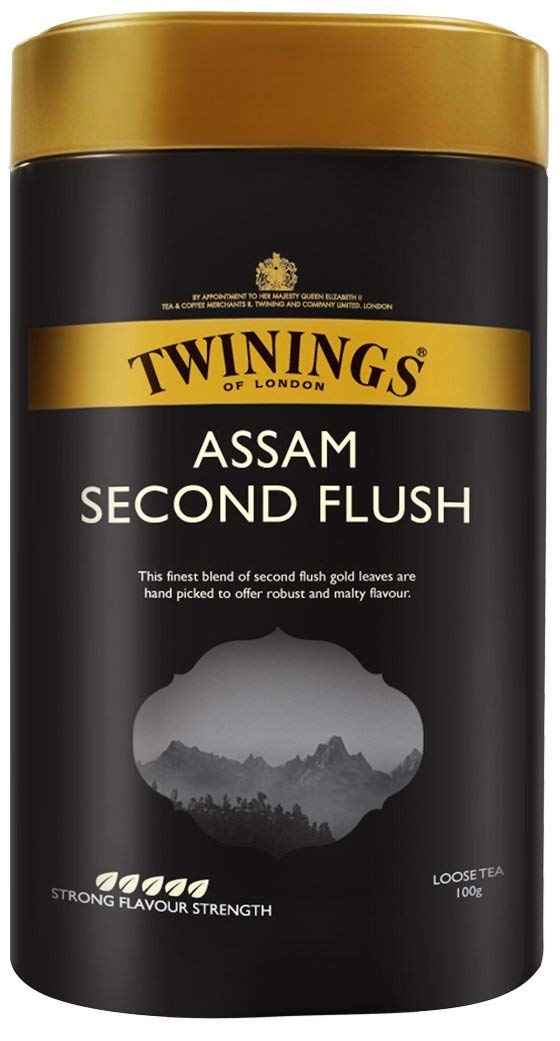 BY APPOINTMENT TO HER MAJESTY QUEEN ELIZABETH II
TEA & COFFEE MERCHANTS R. TWINING AND COMPANY LIMITED. LONDON
TWININGS®
OF LONDON
ASSAM
SECOND FLUSH
This finest blend of second flush gold leaves are
hand picked to offer robust and malty flavour.
STRONG FLAVOUR STRENGTH
LOOSE TEA
100g